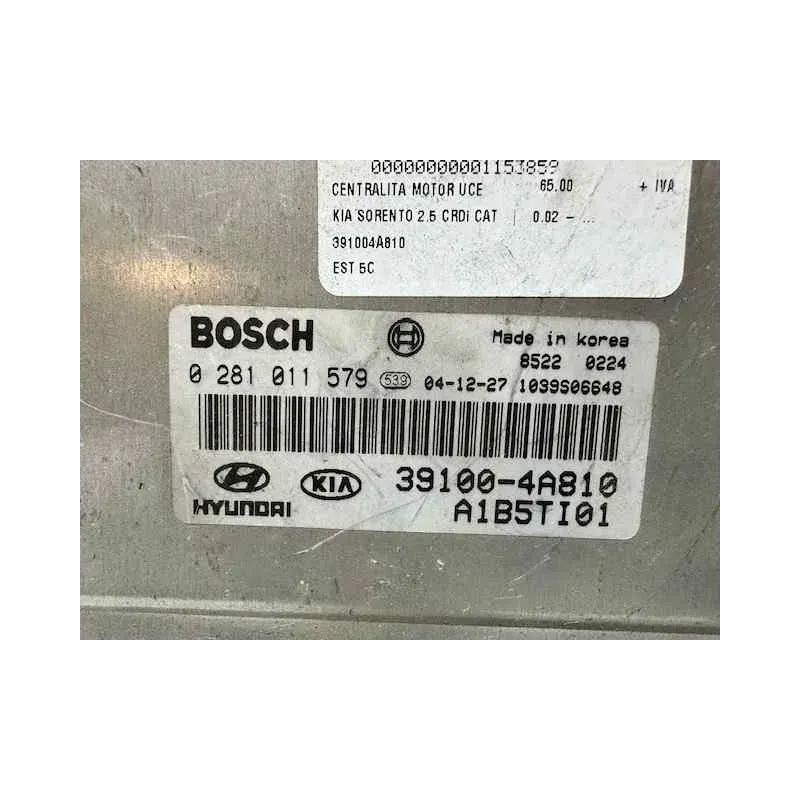 00000000001153859
CENTRALITA MOTOR UCE 65.00 + IVA
KIA SORENTO 2.5 CRDi CAT | 0.02 - ...
391004A810
EST 5C
BOSCH Made in Korea
8522 0224
0 281 011 579 539 04-12-27 1039S06648
HYUNDAI KIA 39100-4A810
A1B5TI01